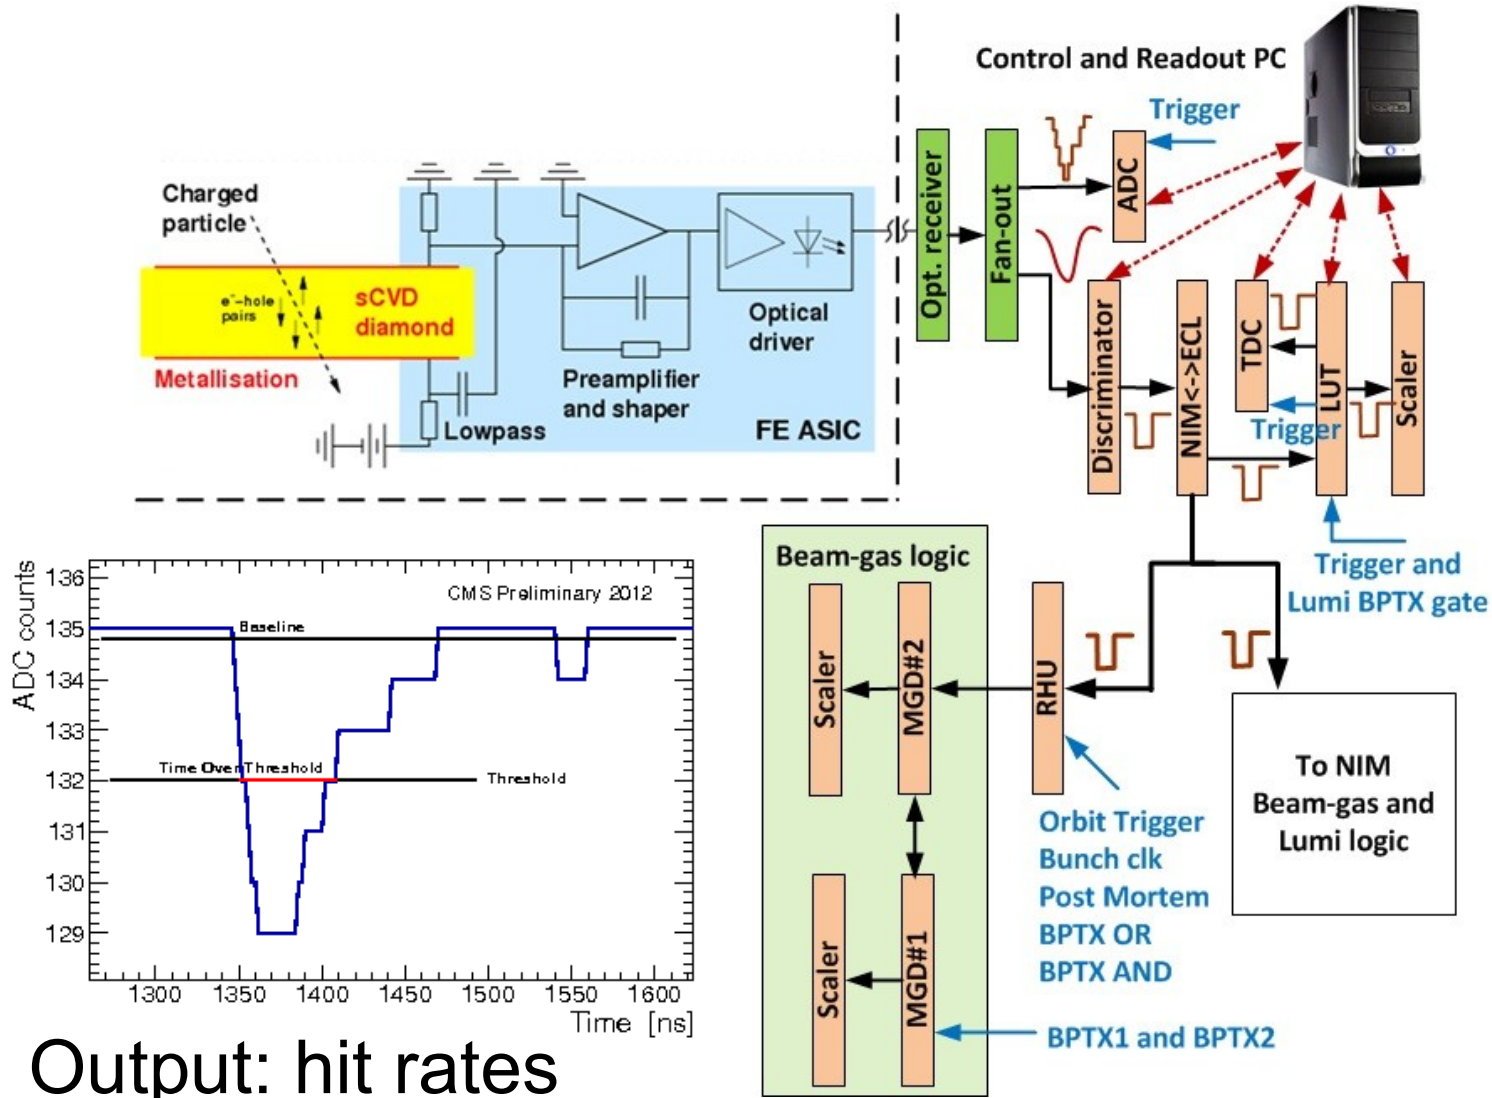 Control and Readout PC
Trigger
Charged
particle
e⁻-hole
pairs
sCVD
diamond
Metallisation
Lowpass
Preamplifier
and shaper
Optical
driver
FE ASIC
Opt. receiver
Fan-out
ADC
Discriminator
NIM<->ECL
TDC
Trigger
LUT
Scaler
Trigger and
Lumi BPTX gate
Beam-gas logic
Scaler
MGD#2
RHU
Scaler
MGD#1
Orbit Trigger
Bunch clk
Post Mortem
BPTX OR
BPTX AND
BPTX1 and BPTX2
To NIM
Beam-gas and
Lumi logic
ADC counts
136
135
134
133
132
131
130
129
CMS Preliminary 2012
Baseline
Time Over Threshold
Threshold
1300 1350 1400 1450 1500 1550 1600
Time [ns]
Output: hit rates